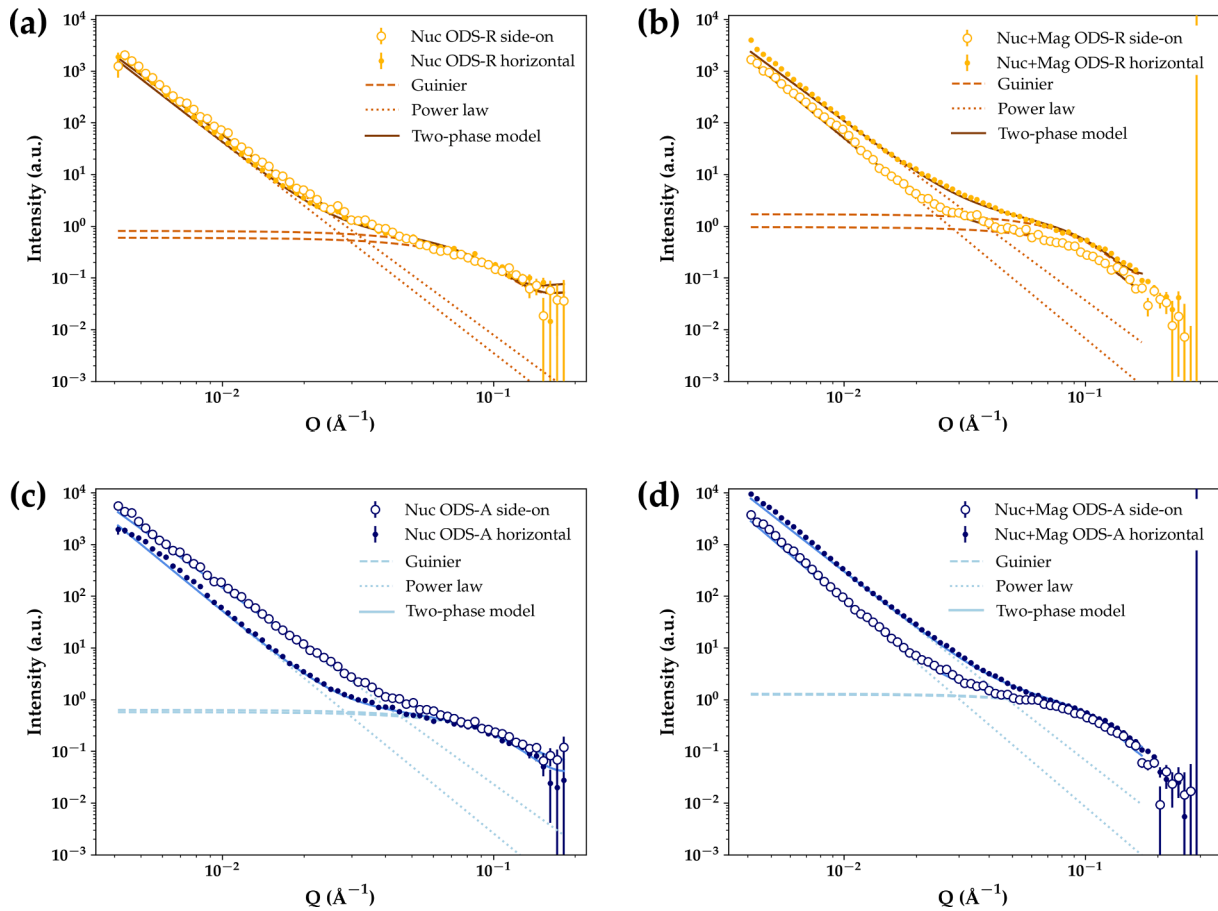 (a)
10⁴
10³
10²
10¹
10⁰
10⁻¹
10⁻²
10⁻³
Intensity (a.u.)
Nuc ODS-R side-on
Nuc ODS-R horizontal
Guinier
Power law
Two-phase model
10⁻²
10⁻¹
Q (Å⁻¹)
(b)
10⁴
10³
10²
10¹
10⁰
10⁻¹
10⁻²
10⁻³
Intensity (a.u.)
Nuc+Mag ODS-R side-on
Nuc+Mag ODS-R horizontal
Guinier
Power law
Two-phase model
10⁻²
10⁻¹
Q (Å⁻¹)
(c)
10⁴
10³
10²
10¹
10⁰
10⁻¹
10⁻²
10⁻³
Intensity (a.u.)
Nuc ODS-A side-on
Nuc ODS-A horizontal
Guinier
Power law
Two-phase model
10⁻²
10⁻¹
Q (Å⁻¹)
(d)
10⁴
10³
10²
10¹
10⁰
10⁻¹
10⁻²
10⁻³
Intensity (a.u.)
Nuc+Mag ODS-A side-on
Nuc+Mag ODS-A horizontal
Guinier
Power law
Two-phase model
10⁻²
10⁻¹
Q (Å⁻¹)